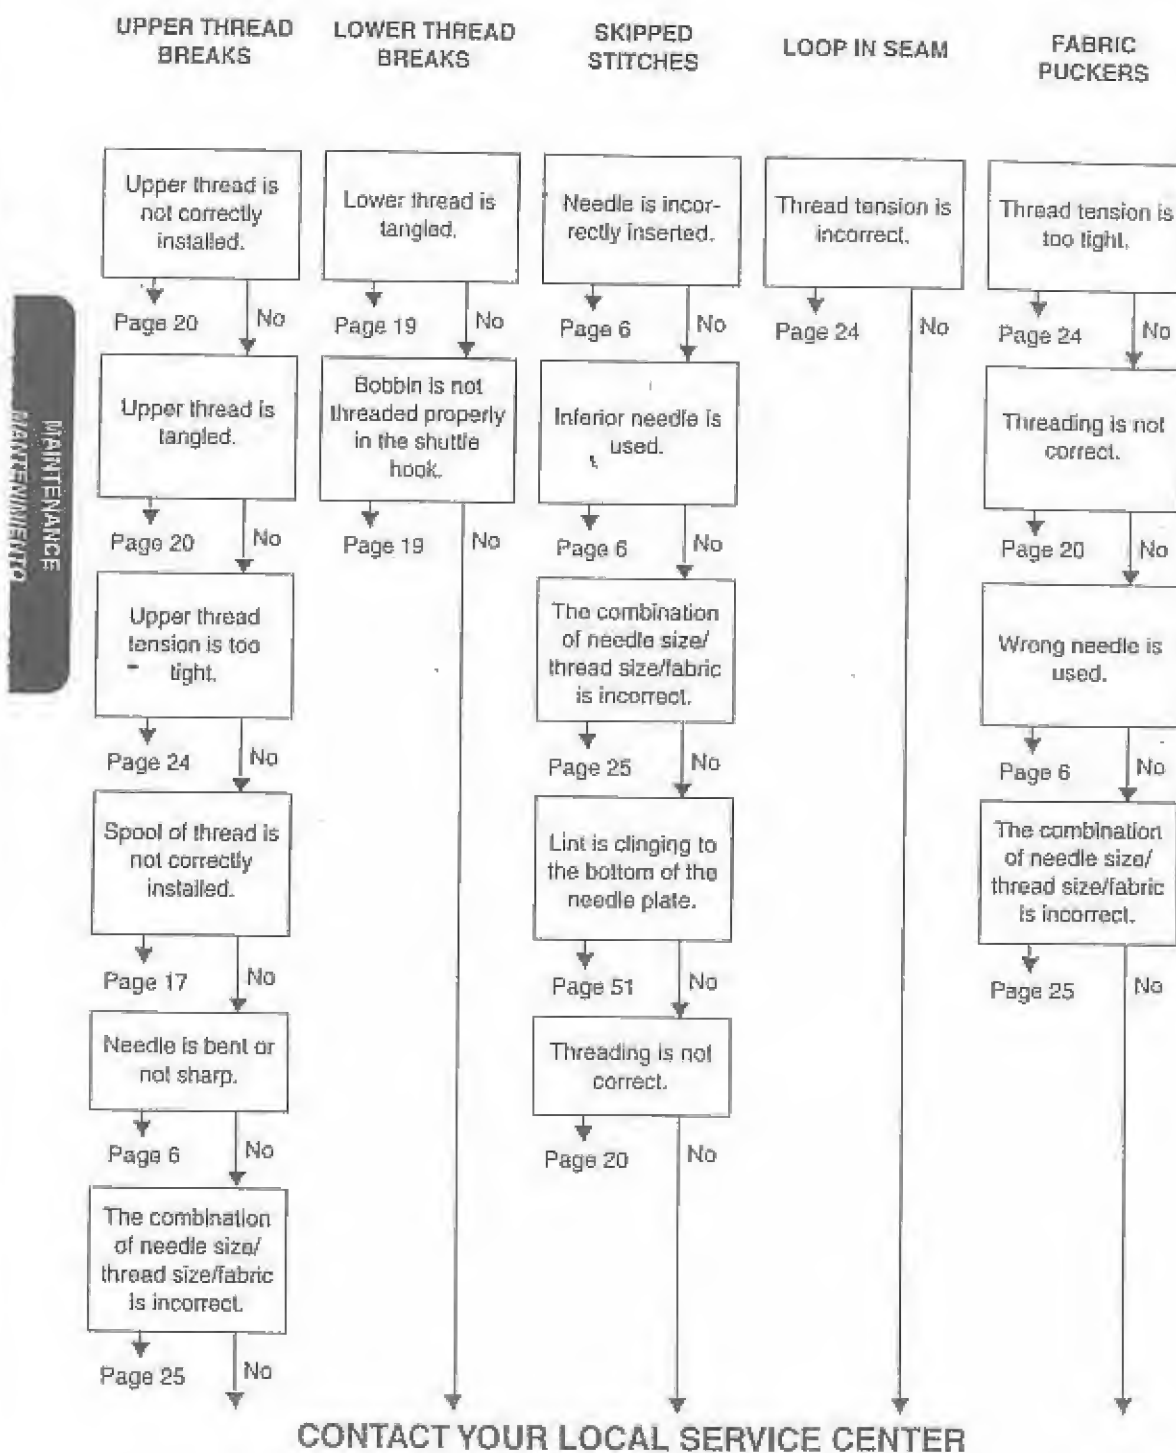 UPPER THREAD
BREAKS
Upper thread is
not correctly
installed.
Page 20
No
Upper thread is
tangled.
Page 20
No
Upper thread
tension is too
tight.
Page 24
No
Spool of thread is
not correctly
installed.
Page 17
No
Needle is bent or
not sharp.
Page 6
No
The combination
of needle size/
thread size/fabric
is incorrect.
Page 25
No
LOWER THREAD
BREAKS
Lower thread is
tangled.
Page 19
No
Bobbin is not
threaded properly
in the shuttle
hook.
Page 19
No
SKIPPED
STITCHES
Needle is incor-
rectly inserted.
Page 6
No
Inferior needle is
used.
Page 6
No
The combination
of needle size/
thread size/fabric
is incorrect.
Page 25
No
Lint is clinging to
the bottom of the
needle plate.
Page 51
No
Threading is not
correct.
Page 20
No
LOOP IN SEAM
Thread tension is
incorrect.
Page 24
No
FABRIC
PUCKERS
Thread tension is
too tight.
Page 24
No
Threading is not
correct.
Page 20
No
Wrong needle is
used.
Page 6
No
The combination
of needle size/
thread size/fabric
is incorrect.
Page 25
No
MAINTENANCE
MANTENIMIENTO
CONTACT YOUR LOCAL SERVICE CENTER